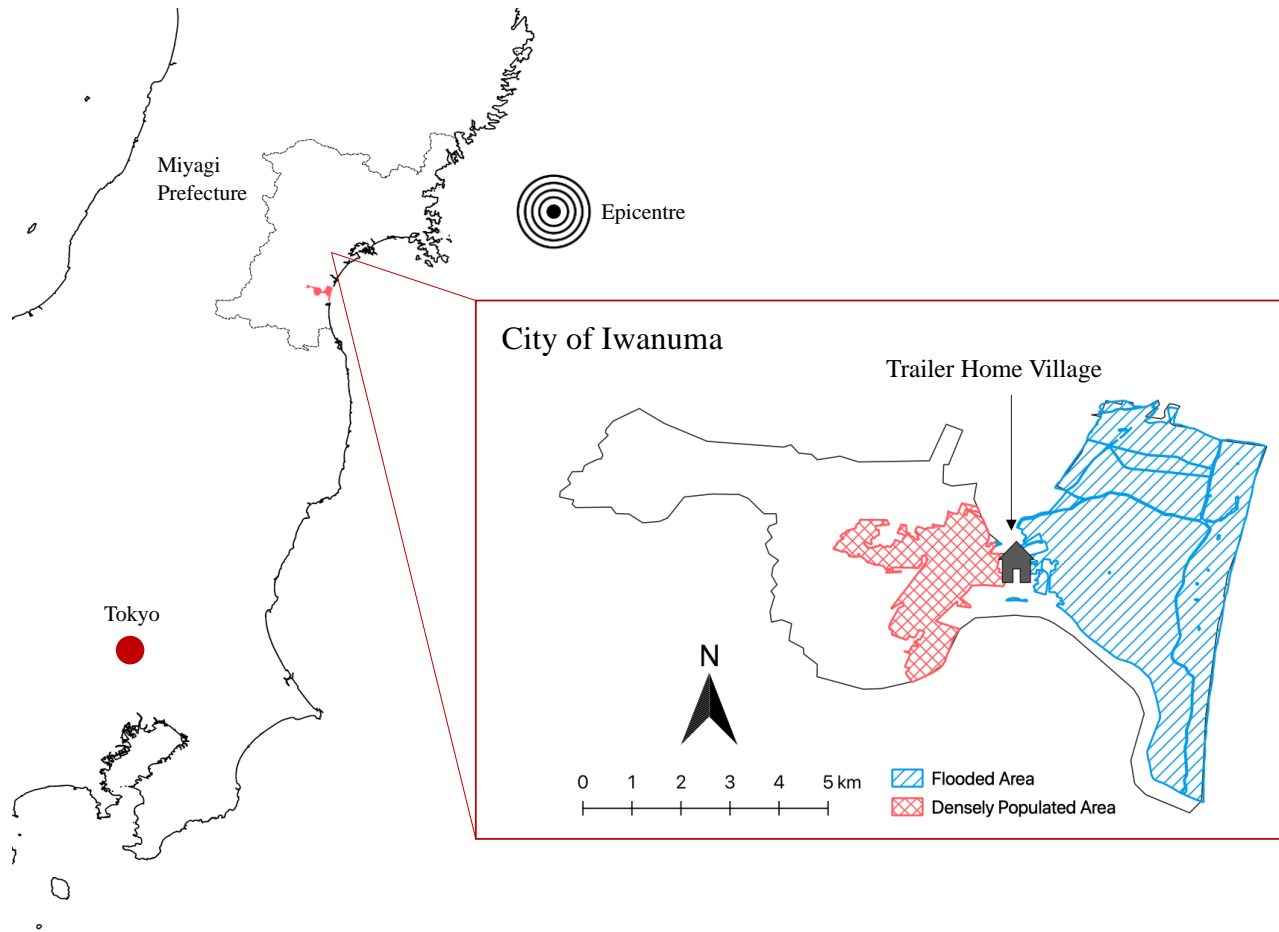 Miyagi
Prefecture
Epicentre
City of Iwanuma
Trailer Home Village
Tokyo
N
0 1 2 3 4 5 km
Flooded Area
Densely Populated Area